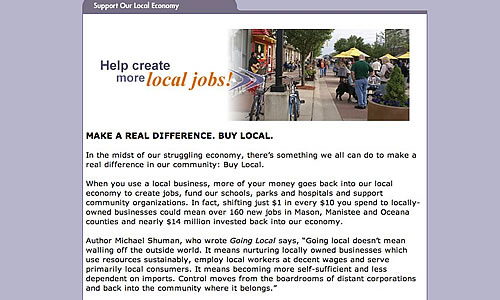 Support Our Local Economy
Help create
more local jobs!
MAKE A REAL DIFFERENCE. BUY LOCAL.
In the midst of our struggling economy, there's something we all can do to make a
real difference in our community: Buy Local.
When you use a local business, more of your money goes back into our local
economy to create jobs, fund our schools, parks and hospitals and support
community organizations. In fact, shifting just $1 in every $10 you spend to locally-
owned businesses could mean over 160 new jobs in Mason, Manistee and Oceana
counties and nearly $14 million invested back into our economy.
Author Michael Shuman, who wrote Going Local says, “Going local doesn't mean
walling off the outside world. It means nurturing locally owned businesses which
use resources sustainably, employ local workers at decent wages and serve
primarily local consumers. It means becoming more self-sufficient and less
dependent on imports. Control moves from the boardrooms of distant corporations
and back into the community where it belongs.”